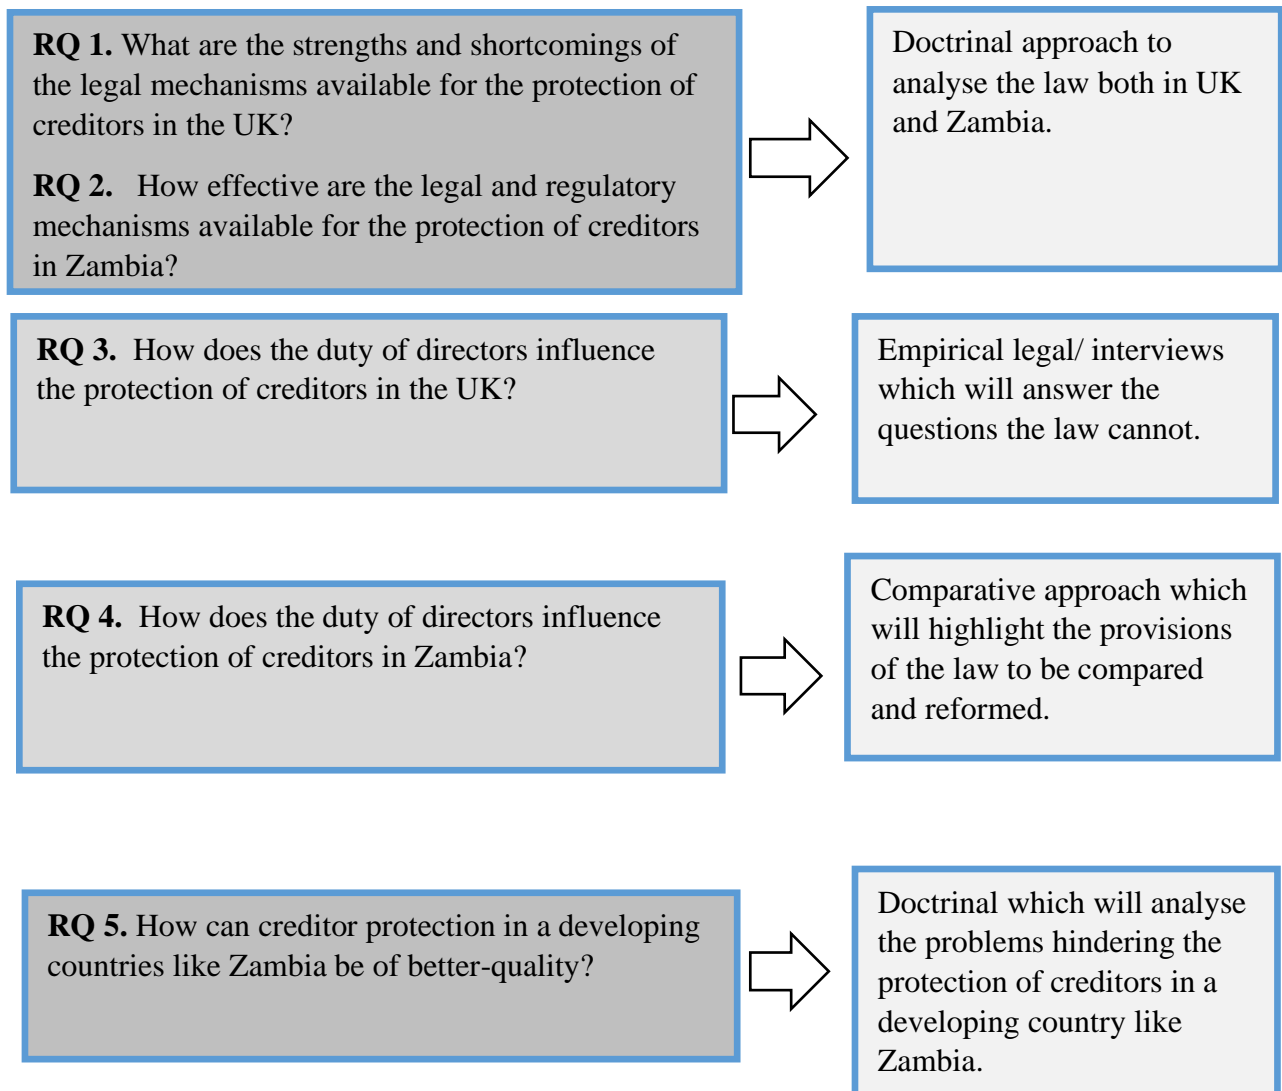 RQ 1. What are the strengths and shortcomings of
the legal mechanisms available for the protection of
creditors in the UK?
RQ 2. How effective are the legal and regulatory
mechanisms available for the protection of creditors
in Zambia?
Doctrinal approach to
analyse the law both in UK
and Zambia.
RQ 3. How does the duty of directors influence
the protection of creditors in the UK?
Empirical legal/ interviews
which will answer the
questions the law cannot.
RQ 4. How does the duty of directors influence
the protection of creditors in Zambia?
Comparative approach which
will highlight the provisions
of the law to be compared
and reformed.
RQ 5. How can creditor protection in a developing
countries like Zambia be of better-quality?
Doctrinal which will analyse
the problems hindering the
protection of creditors in a
developing country like
Zambia.